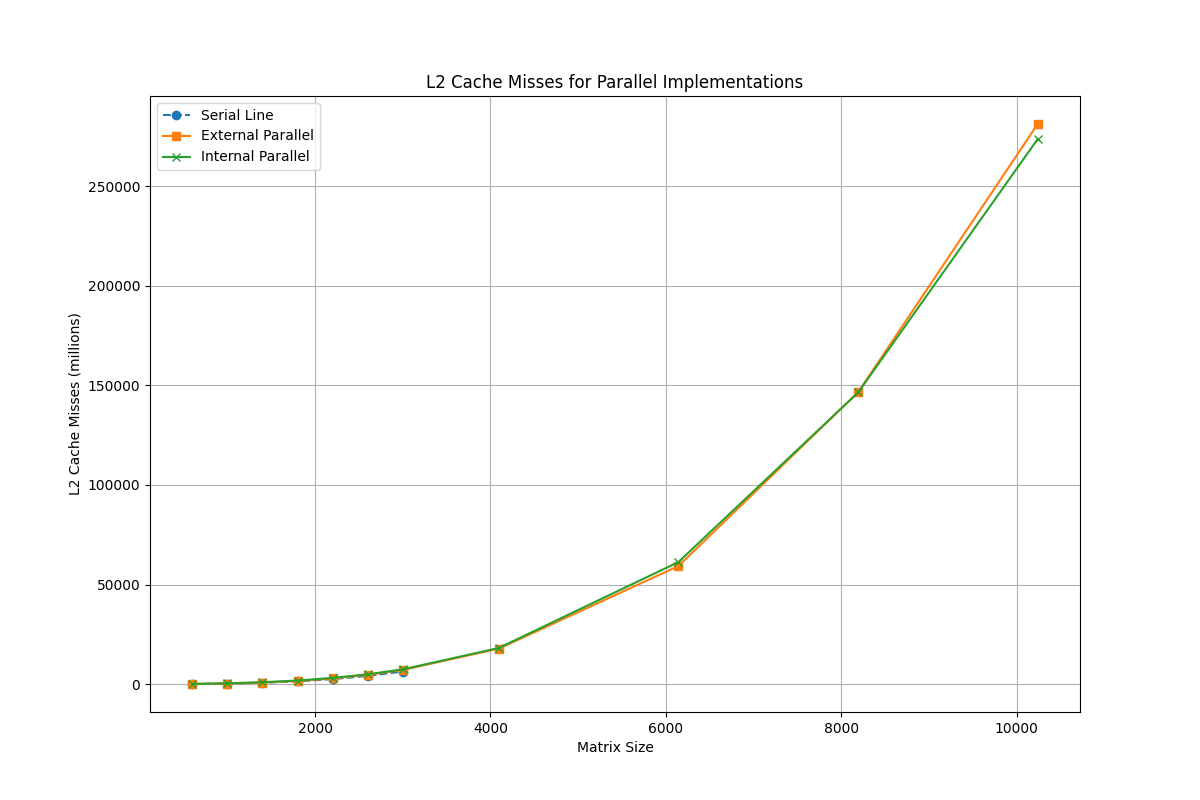 L2 Cache Misses for Parallel Implementations
Serial Line
External Parallel
Internal Parallel
L2 Cache Misses (millions)
250000
200000
150000
100000
50000
0
2000 4000 6000 8000 10000
Matrix Size